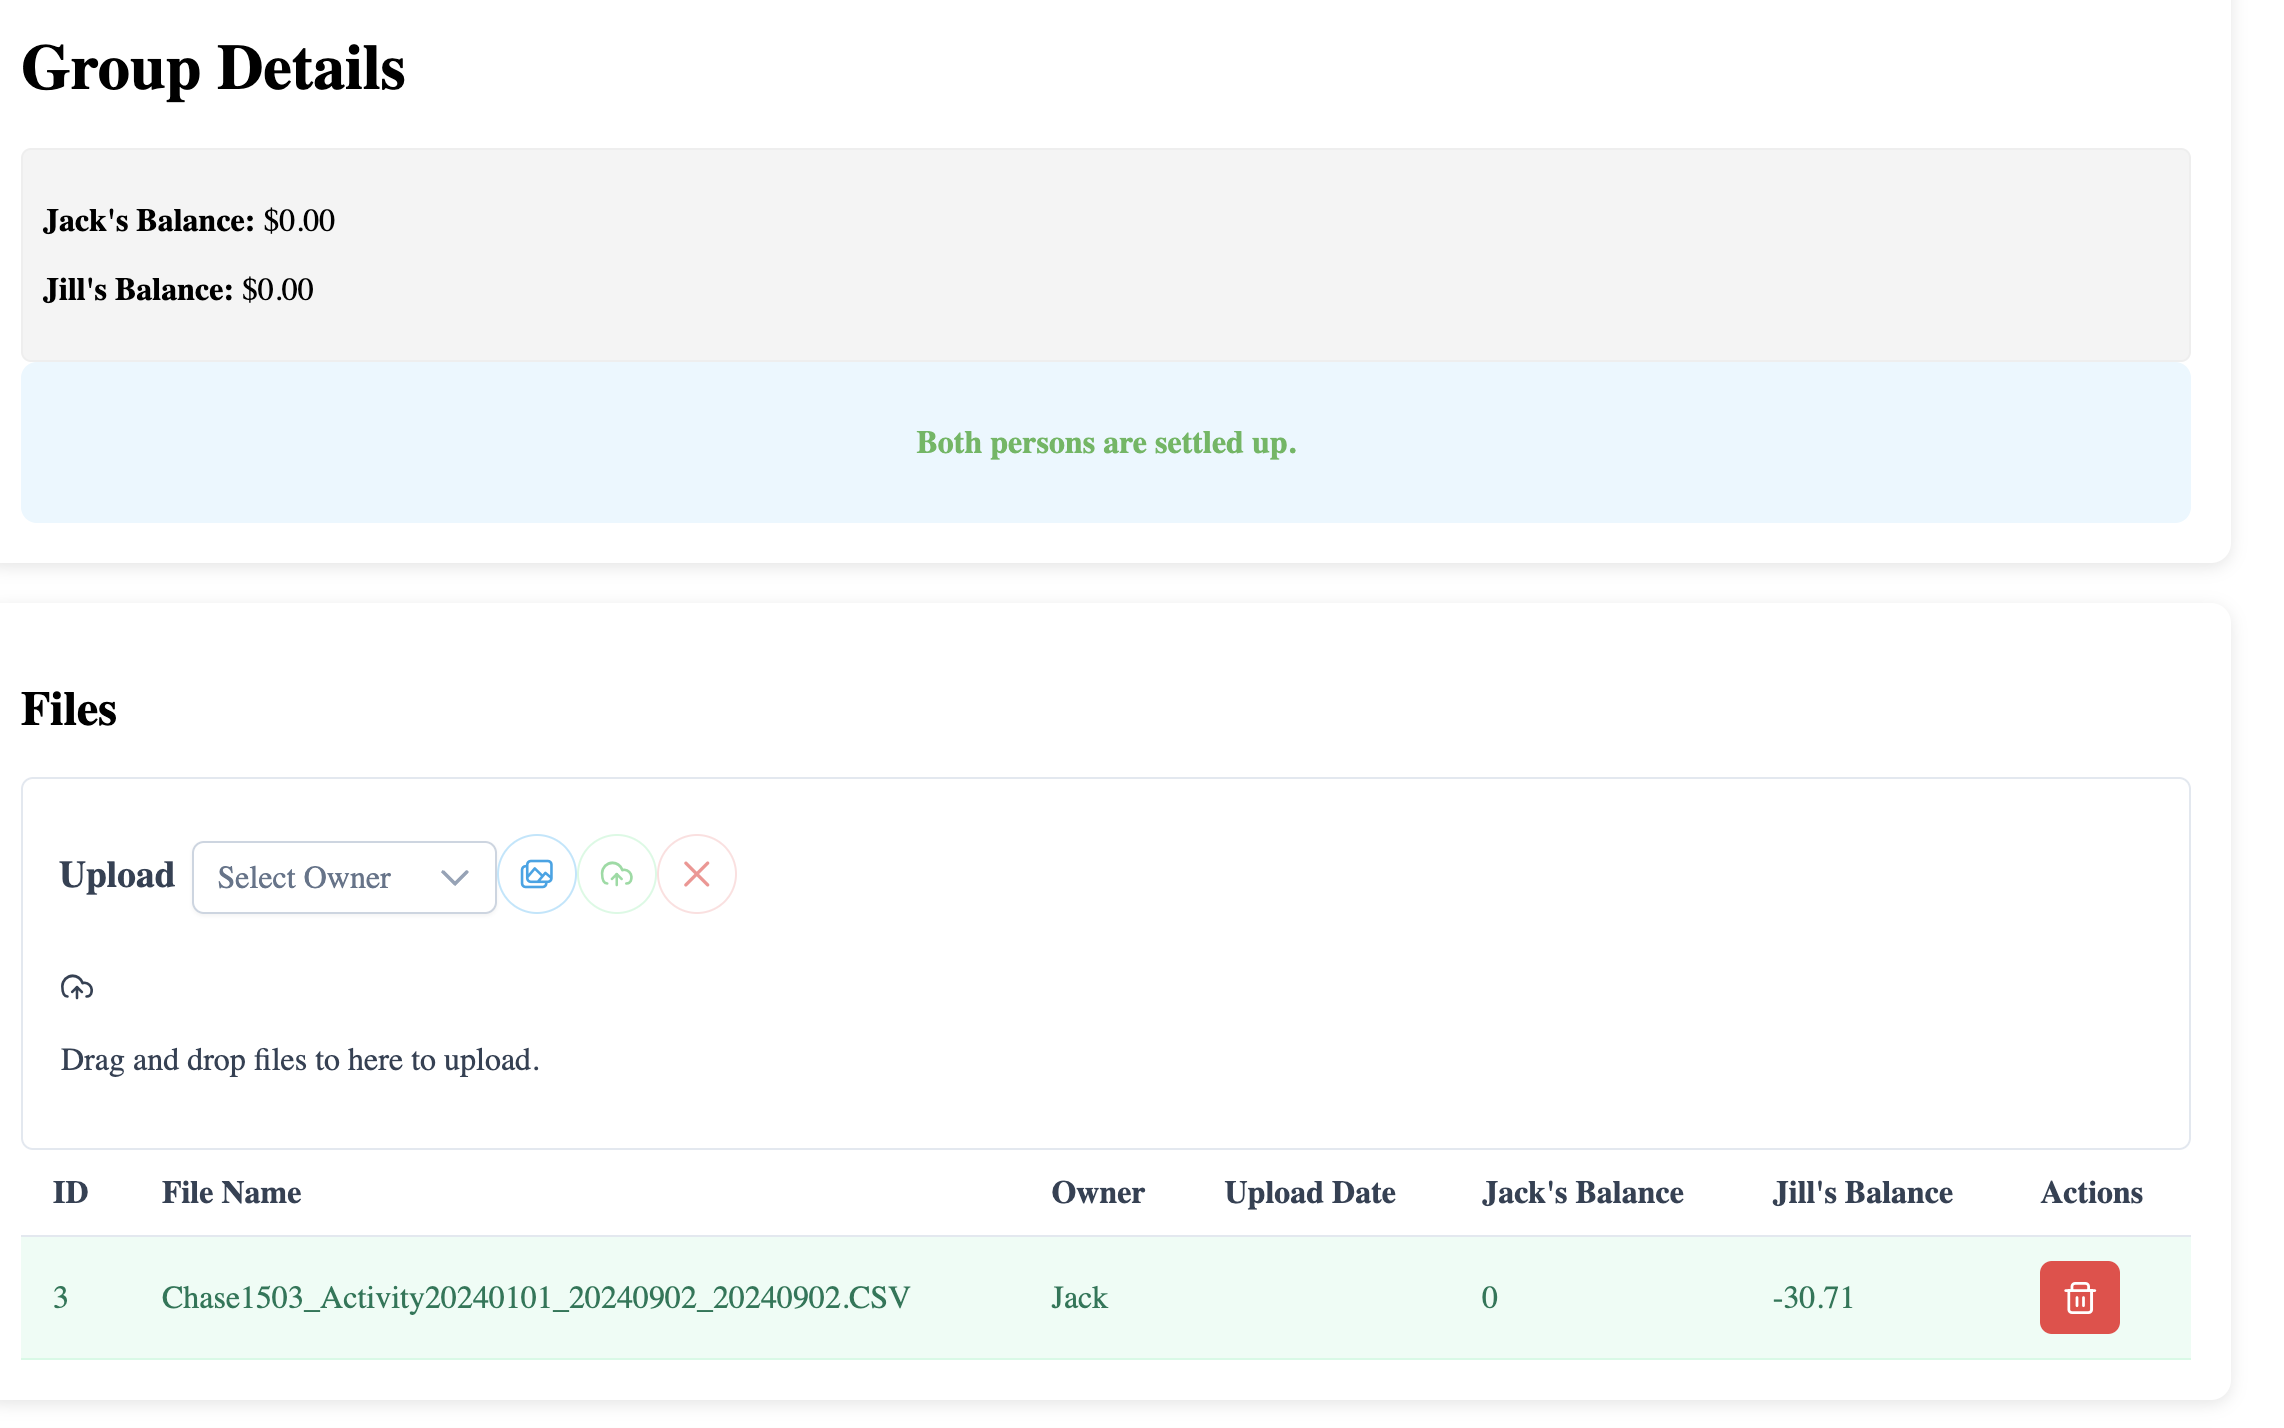 Group Details
Jack's Balance: $0.00
Jill's Balance: $0.00
Both persons are settled up.
Files
Upload Select Owner
Drag and drop files to here to upload.
ID File Name Owner Upload Date Jack's Balance Jill's Balance Actions
3 Chase1503_Activity20240101_20240902_20240902.CSV Jack 0 -30.71